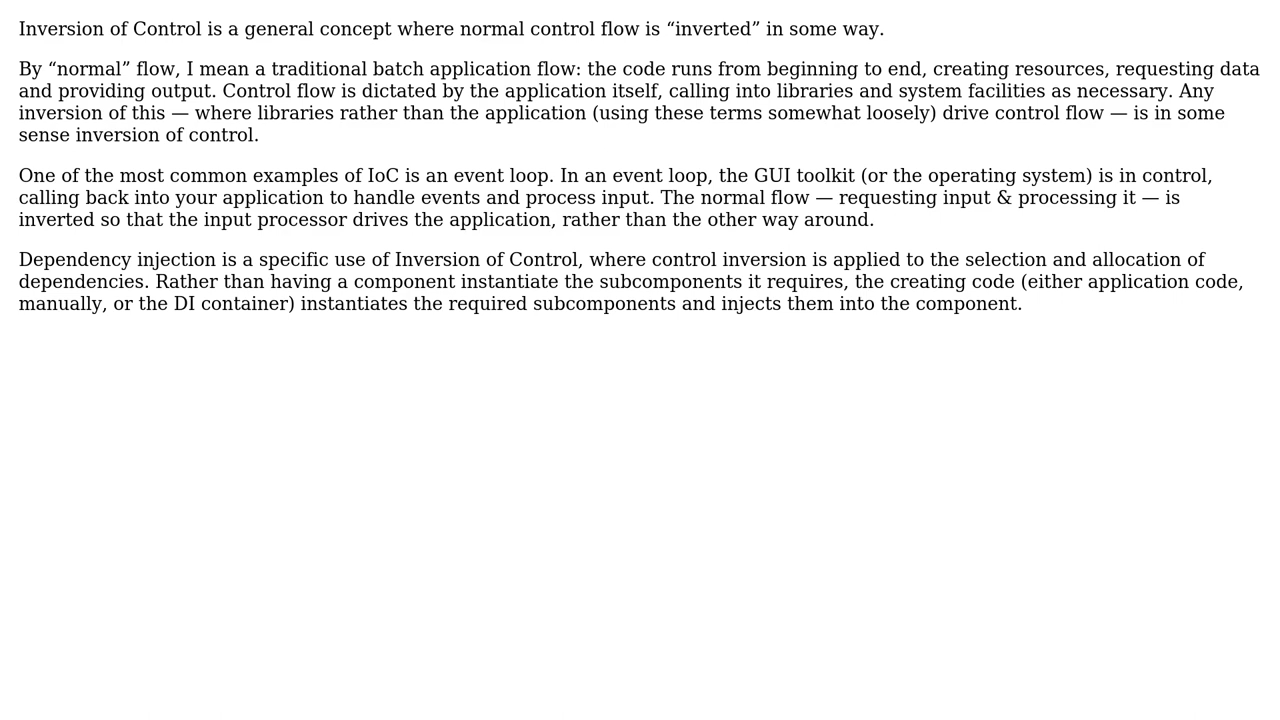 Inversion of Control is a general concept where normal control flow is “inverted” in some way.
By “normal” flow, I mean a traditional batch application flow: the code runs from beginning to end, creating resources, requesting data
and providing output. Control flow is dictated by the application itself, calling into libraries and system facilities as necessary. Any
inversion of this — where libraries rather than the application (using these terms somewhat loosely) drive control flow — is in some
sense inversion of control.
One of the most common examples of IoC is an event loop. In an event loop, the GUI toolkit (or the operating system) is in control,
calling back into your application to handle events and process input. The normal flow — requesting input & processing it — is
inverted so that the input processor drives the application, rather than the other way around.
Dependency injection is a specific use of Inversion of Control, where control inversion is applied to the selection and allocation of
dependencies. Rather than having a component instantiate the subcomponents it requires, the creating code (either application code,
manually, or the DI container) instantiates the required subcomponents and injects them into the component.